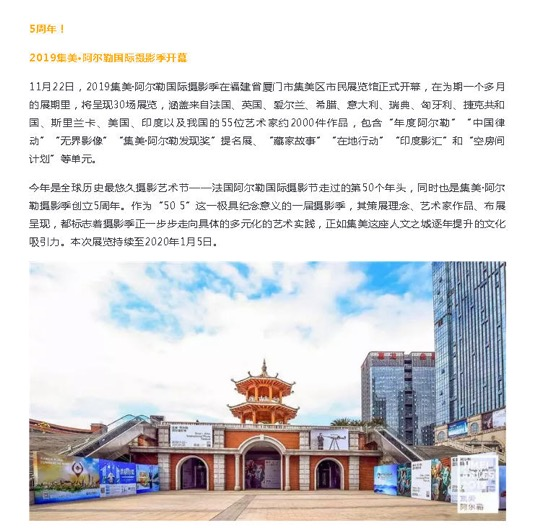 5周年！
2019集美·阿尔勒国际摄影季开幕
11月22日，2019集美·阿尔勒国际摄影季在福建省厦门市集美区市民展览馆正式开幕，在为期一个多月
的展期里，将呈现30场展览，涵盖来自法国、英国、爱尔兰、希腊、意大利、瑞典、匈牙利、捷克共和
国、斯里兰卡、美国、印度以及我国的55位艺术家约2000件作品，包含“年度阿尔勒”“中国律
动”“无界影像”“集美·阿尔勒发现奖”提名展、“藏家故事”“在地行动”“印度影汇”和“空房间
计划”等单元。
今年是全球历史最悠久摄影艺术节——法国阿尔勒国际摄影节走过的第50个年头，同时也是集美·阿尔
勒摄影季创立5周年。作为“50 5”这一极具纪念意义的一届摄影季，其策展理念、艺术家作品、布展
呈现，都标志着摄影季正一步步走向具体的多元化的艺术实践，正如集美这座人文之城逐年提升的文化
吸引力。本次展览持续至2020年1月5日。